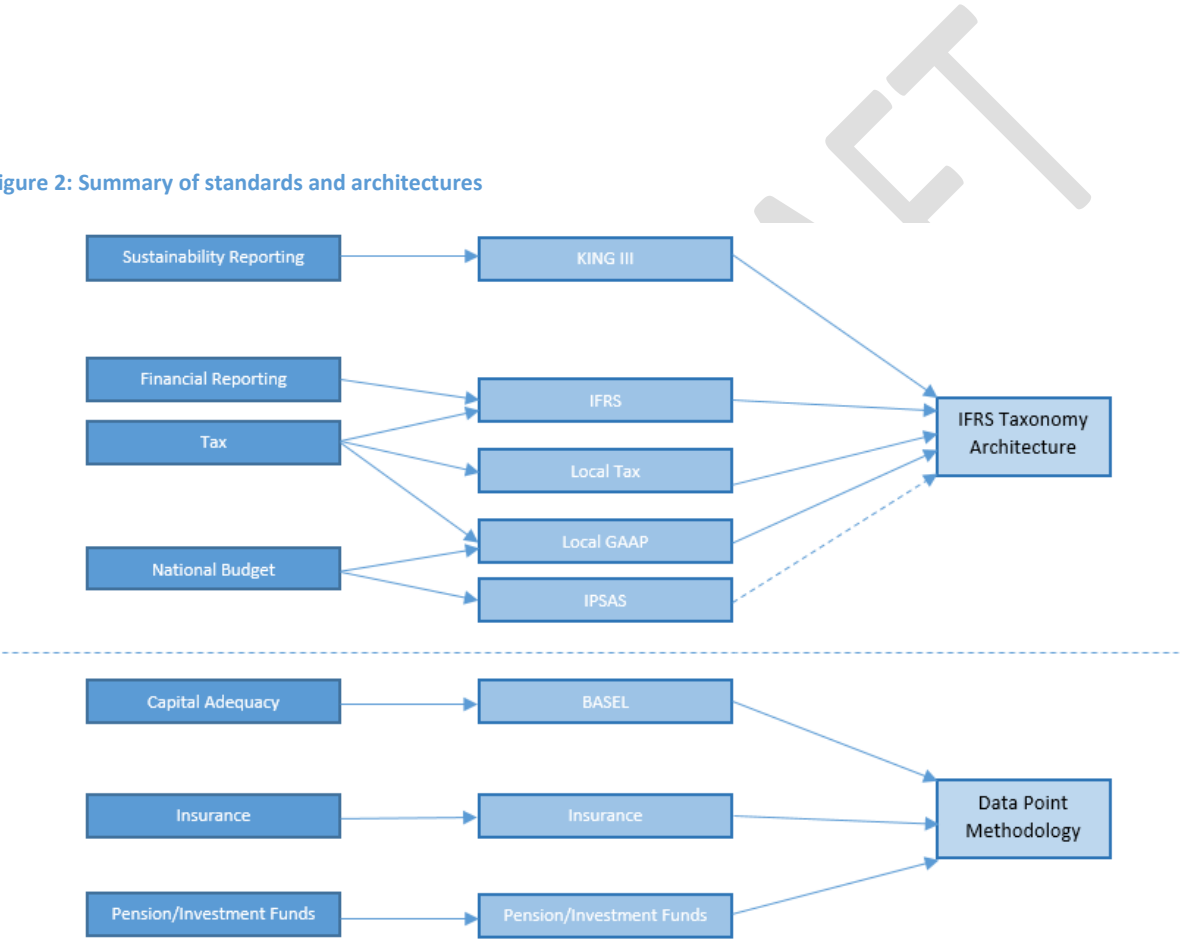 igure 2: Summary of standards and architectures
Sustainability Reporting
KING III
Financial Reporting
IFRS
IFRS Taxonomy
Architecture
Tax
Local Tax
Local GAAP
National Budget
IPSAS
Capital Adequacy
BASEL
Insurance
Insurance
Data Point
Methodology
Pension/Investment Funds
Pension/Investment Funds